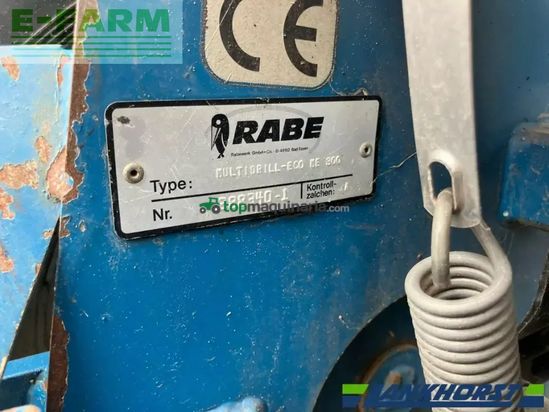 E-FARM
CE
RABE
Rabewerk GmbH+Co. · D-4515 Bad Essen
MULTIDRILL-ECO ME 300
Type:
Kontroll-
zeichen:
Nr.
topmaquinaria.com
LANKHORST